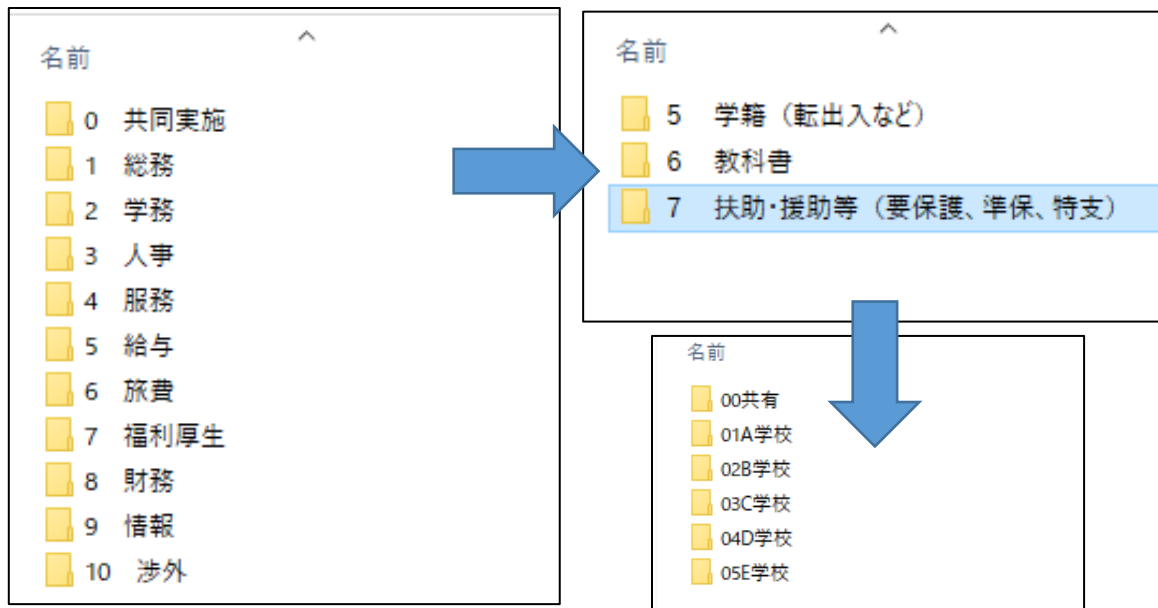 名前
0 共同実施
1 総務
2 学務
3 人事
4 服務
5 給与
6 旅費
7 福利厚生
8 財務
9 情報
10 渉外
名前
5 学籍（転出入など）
6 教科書
7 扶助・援助等（要保護、準保、特支）
名前
00共有
01A学校
02B学校
03C学校
04D学校
05E学校